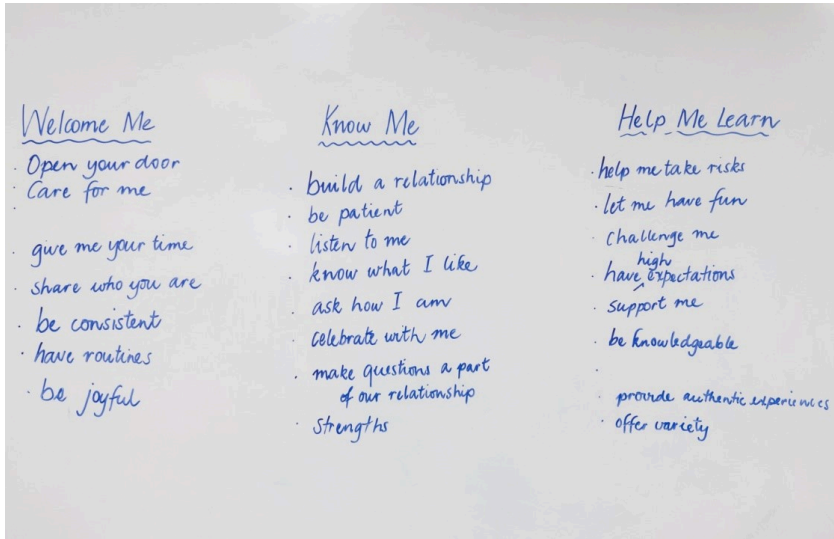 Welcome Me
· Open your door
· Care for me
·
· give me your time
· share who you are
· be consistent
· have routines
· be joyful
Know Me
· build a relationship
· be patient
· listen to me
· know what I like
· ask how I am
· celebrate with me
· make questions a part
of our relationship
· strengths
Help Me Learn
· help me take risks
· let me have fun
· challenge me
· have high expectations
· support me
· be knowledgeable
·
· provide authentic experiences
· offer variety